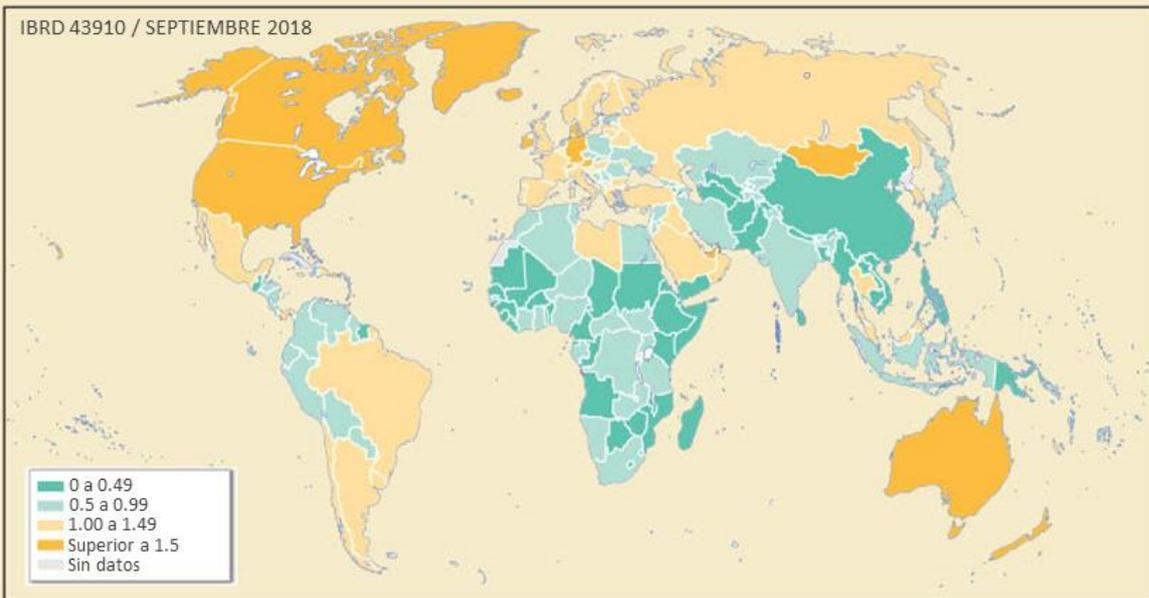 IBRD 43910 / SEPTIEMBRE 2018
0 a 0.49
0.5 a 0.99
1.00 a 1.49
Superior a 1.5
Sin datos